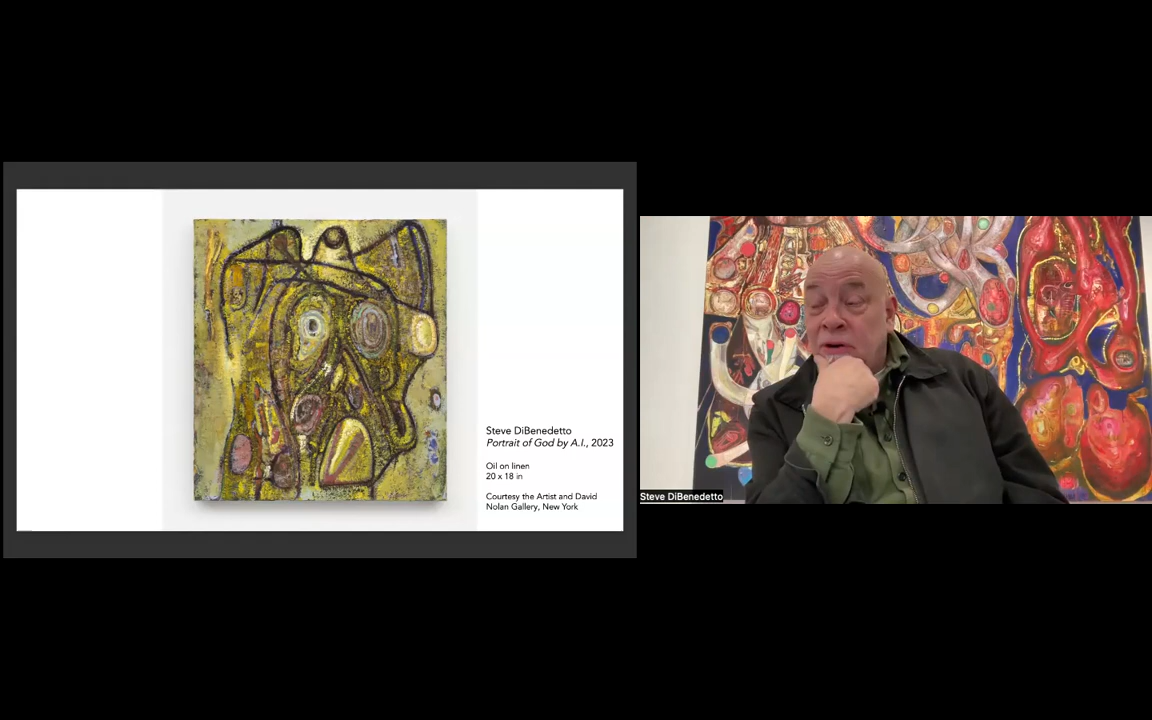 Steve DiBenedetto
Portrait of God by A.I., 2023
Oil on linen
20 x 18 in
Courtesy the Artist and David
Nolan Gallery, New York
Steve DiBenedetto